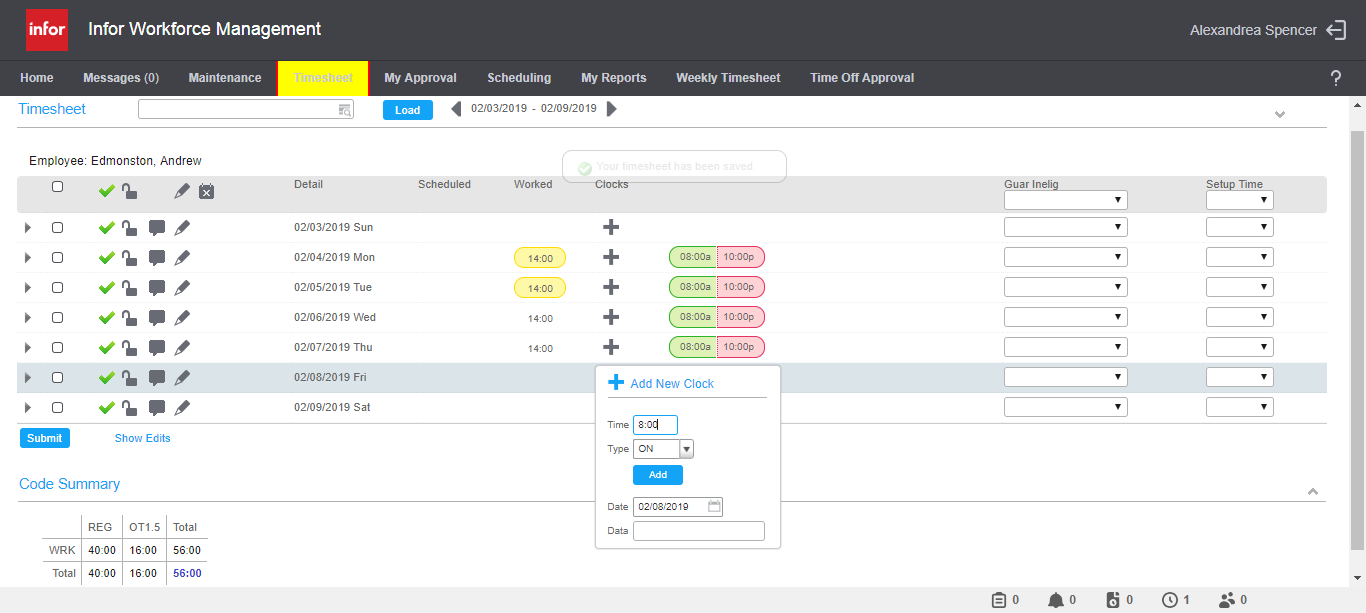 infor Infor Workforce Management Alexandrea Spencer
Home Messages (0) Maintenance Timesheet My Approval Scheduling My Reports Weekly Timesheet Time Off Approval ?
Timesheet Load 02/03/2019 - 02/09/2019
Employee: Edmonston, Andrew
Your timesheet has been saved
Detail Scheduled Worked Clocks Guar Inelig Setup Time
02/03/2019 Sun
02/04/2019 Mon 14:00 08:00a 10:00p
02/05/2019 Tue 14:00 08:00a 10:00p
02/06/2019 Wed 14:00 08:00a 10:00p
02/07/2019 Thu 14:00 08:00a 10:00p
02/08/2019 Fri
02/09/2019 Sat
Add New Clock
Time 8:00
Type ON
Add
Date 02/08/2019
Data
Submit Show Edits
Code Summary
REG OT1.5 Total
WRK 40:00 16:00 56:00
Total 40:00 16:00 56:00
0 0 0 1 0